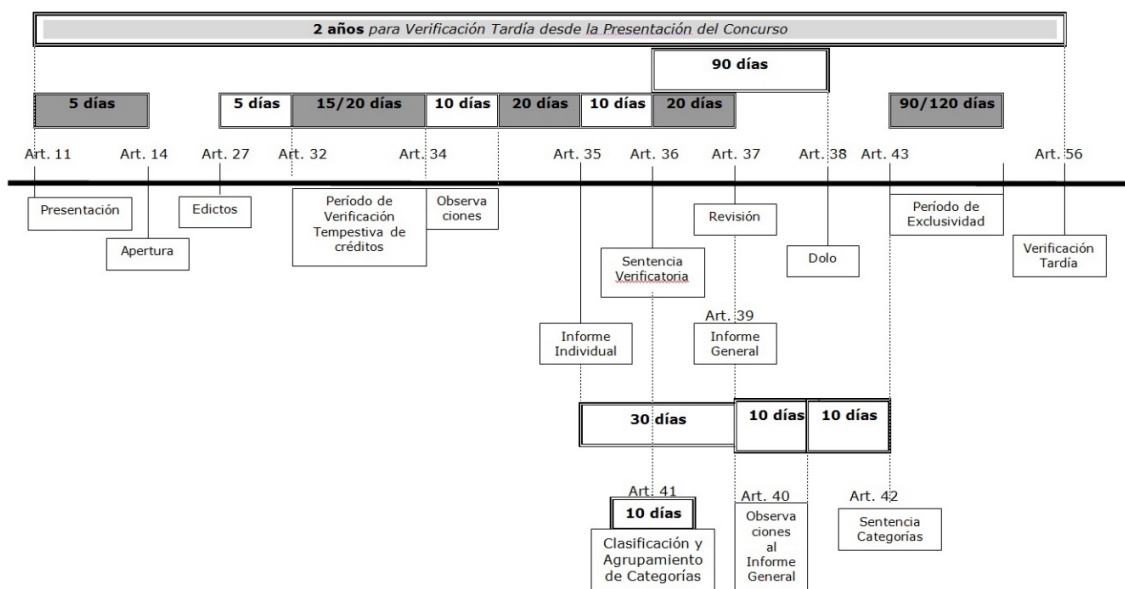 2 años para Verificación Tardía desde la Presentación del Concurso
90 días
5 días
5 días
15/20 días
10 días
20 días
10 días
20 días
90/120 días
Art. 11
Art. 14
Art. 27
Art. 32
Art. 34
Art. 35
Art. 36
Art. 37
Art. 38
Art. 43
Art. 56
Presentación
Apertura
Edictos
Período de
Verificación
Tempestiva de
créditos
Observa
ciones
Revisión
Período de
Exclusividad
Sentencia
Verificatoria
Dolo
Verificación
Tardía
Art. 39
Informe
Individual
Informe
General
30 días
10 días
10 días
Art. 41
10 días
Clasificación y
Agrupamiento
de Categorías
Art. 40
Observa
ciones
al
Informe
General
Art. 42
Sentencia
Categorías